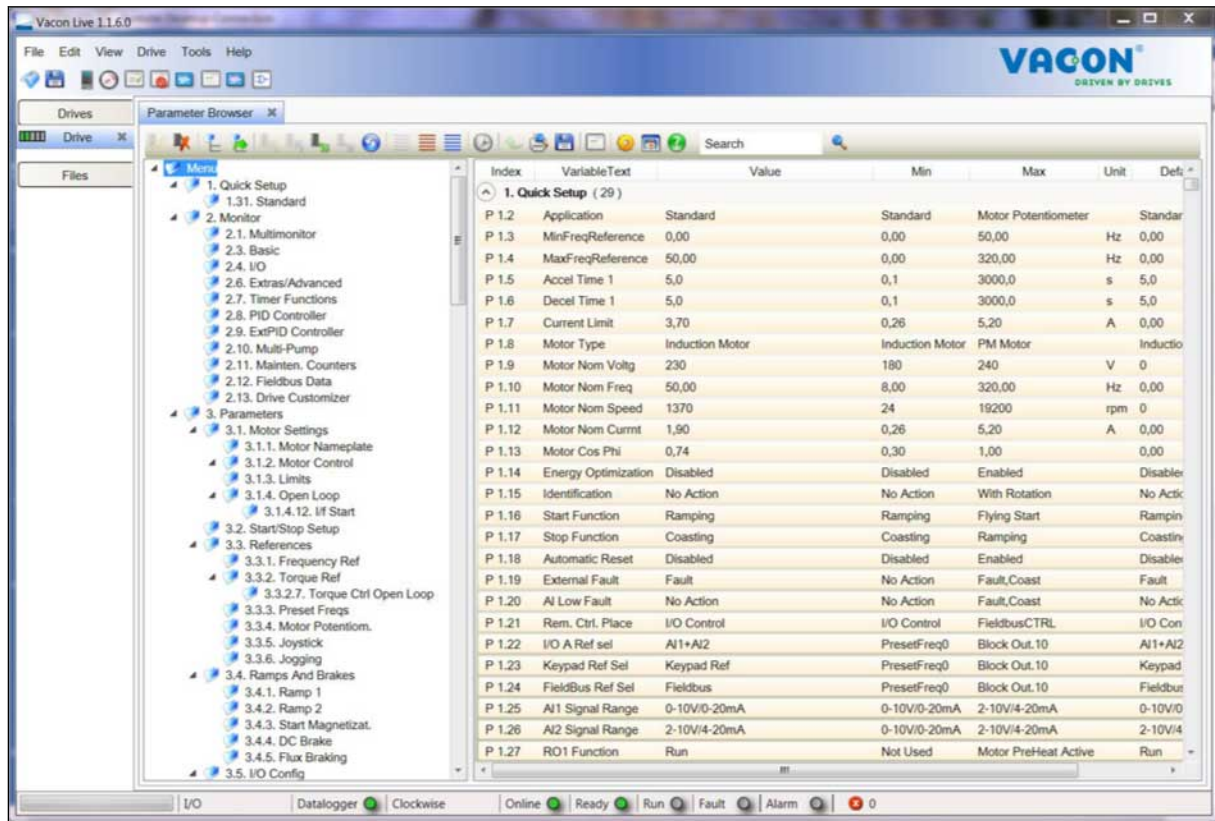 Vacon Live 1.1.6.0
File Edit View Drive Tools Help
VACON®
DRIVEN BY DRIVES
Drives
Drive
Files
Parameter Browser
Search
Menu
1. Quick Setup
1.31. Standard
2. Monitor
2.1. Multimonitor
2.3. Basic
2.4. I/O
2.6. Extras/Advanced
2.7. Timer Functions
2.8. PID Controller
2.9. ExtPID Controller
2.10. Multi-Pump
2.11. Mainten. Counters
2.12. Fieldbus Data
2.13. Drive Customizer
3. Parameters
3.1. Motor Settings
3.1.1. Motor Nameplate
3.1.2. Motor Control
3.1.3. Limits
3.1.4. Open Loop
3.1.4.12. I/f Start
3.2. Start/Stop Setup
3.3. References
3.3.1. Frequency Ref
3.3.2. Torque Ref
3.3.2.7. Torque Ctrl Open Loop
3.3.3. Preset Freqs
3.3.4. Motor Potentiom.
3.3.5. Joystick
3.3.6. Jogging
3.4. Ramps And Brakes
3.4.1. Ramp 1
3.4.2. Ramp 2
3.4.3. Start Magnetizat.
3.4.4. DC Brake
3.4.5. Flux Braking
3.5. I/O Config
Index VariableText Value Min Max Unit Defa
1. Quick Setup (29)
P 1.2 Application Standard Standard Motor Potentiometer Standar
P 1.3 MinFreqReference 0,00 0,00 50,00 Hz 0,00
P 1.4 MaxFreqReference 50,00 0,00 320,00 Hz 0,00
P 1.5 Accel Time 1 5,0 0,1 3000,0 s 5,0
P 1.6 Decel Time 1 5,0 0,1 3000,0 s 5,0
P 1.7 Current Limit 3,70 0,26 5,20 A 0,00
P 1.8 Motor Type Induction Motor Induction Motor PM Motor Inductio
P 1.9 Motor Nom Voltg 230 180 240 V 0
P 1.10 Motor Nom Freq 50,00 8,00 320,00 Hz 0,00
P 1.11 Motor Nom Speed 1370 24 19200 rpm 0
P 1.12 Motor Nom Currnt 1,90 0,26 5,20 A 0,00
P 1.13 Motor Cos Phi 0,74 0,30 1,00 0,00
P 1.14 Energy Optimization Disabled Disabled Enabled Disable
P 1.15 Identification No Action No Action With Rotation No Actio
P 1.16 Start Function Ramping Ramping Flying Start Rampin
P 1.17 Stop Function Coasting Coasting Ramping Coasting
P 1.18 Automatic Reset Disabled Disabled Enabled Disable
P 1.19 External Fault Fault No Action Fault,Coast Fault
P 1.20 AI Low Fault No Action No Action Fault,Coast No Actio
P 1.21 Rem. Ctrl. Place I/O Control I/O Control FieldbusCTRL I/O Con
P 1.22 I/O A Ref sel AI1+AI2 PresetFreq0 Block Out.10 AI1+AI2
P 1.23 Keypad Ref Sel Keypad Ref PresetFreq0 Block Out.10 Keypad
P 1.24 FieldBus Ref Sel Fieldbus PresetFreq0 Block Out.10 Fieldbus
P 1.25 AI1 Signal Range 0-10V/0-20mA 0-10V/0-20mA 2-10V/4-20mA 0-10V/0
P 1.26 AI2 Signal Range 2-10V/4-20mA 0-10V/0-20mA 2-10V/4-20mA 2-10V/4
P 1.27 RO1 Function Run Not Used Motor PreHeat Active Run
I/O Datalogger Clockwise Online Ready Run Fault Alarm 0